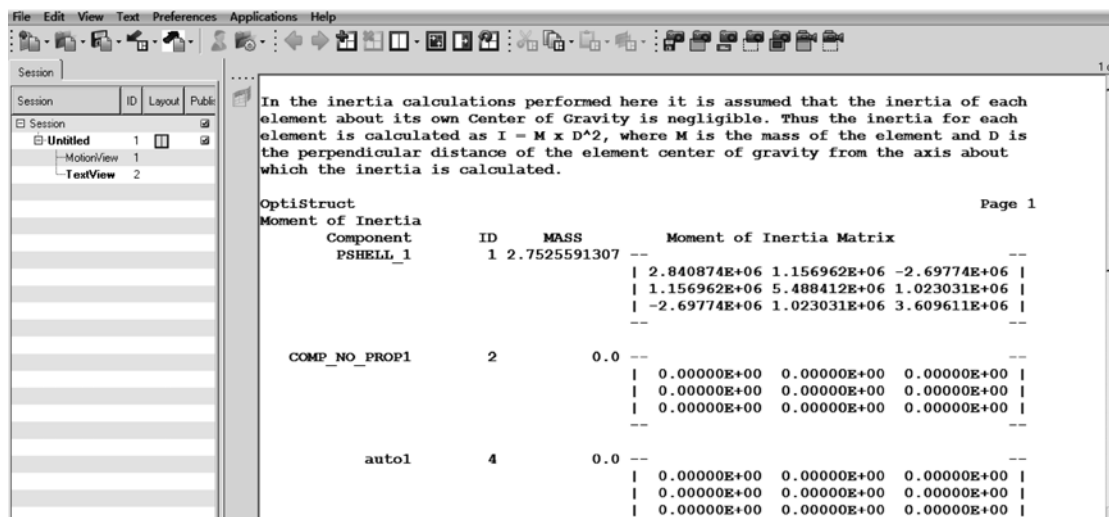 File Edit View Text Preferences Applications Help
Session
Session ID Layout Publis
Session
Untitled 1
MotionView 1
TextView 2
In the inertia calculations performed here it is assumed that the inertia of each
element about its own Center of Gravity is negligible. Thus the inertia for each
element is calculated as I = M x D^2, where M is the mass of the element and D is
the perpendicular distance of the element center of gravity from the axis about
which the inertia is calculated.
OptiStruct Page 1
Moment of Inertia
Component ID MASS Moment of Inertia Matrix
PSHELL_1 1 2.7525591307 -- --
| 2.840874E+06 1.156962E+06 -2.69774E+06 |
| 1.156962E+06 5.488412E+06 1.023031E+06 |
| -2.69774E+06 1.023031E+06 3.609611E+06 |
-- --
COMP_NO_PROP1 2 0.0 -- --
| 0.00000E+00 0.00000E+00 0.00000E+00 |
| 0.00000E+00 0.00000E+00 0.00000E+00 |
| 0.00000E+00 0.00000E+00 0.00000E+00 |
-- --
auto1 4 0.0 -- --
| 0.00000E+00 0.00000E+00 0.00000E+00 |
| 0.00000E+00 0.00000E+00 0.00000E+00 |
| 0.00000E+00 0.00000E+00 0.00000E+00 |